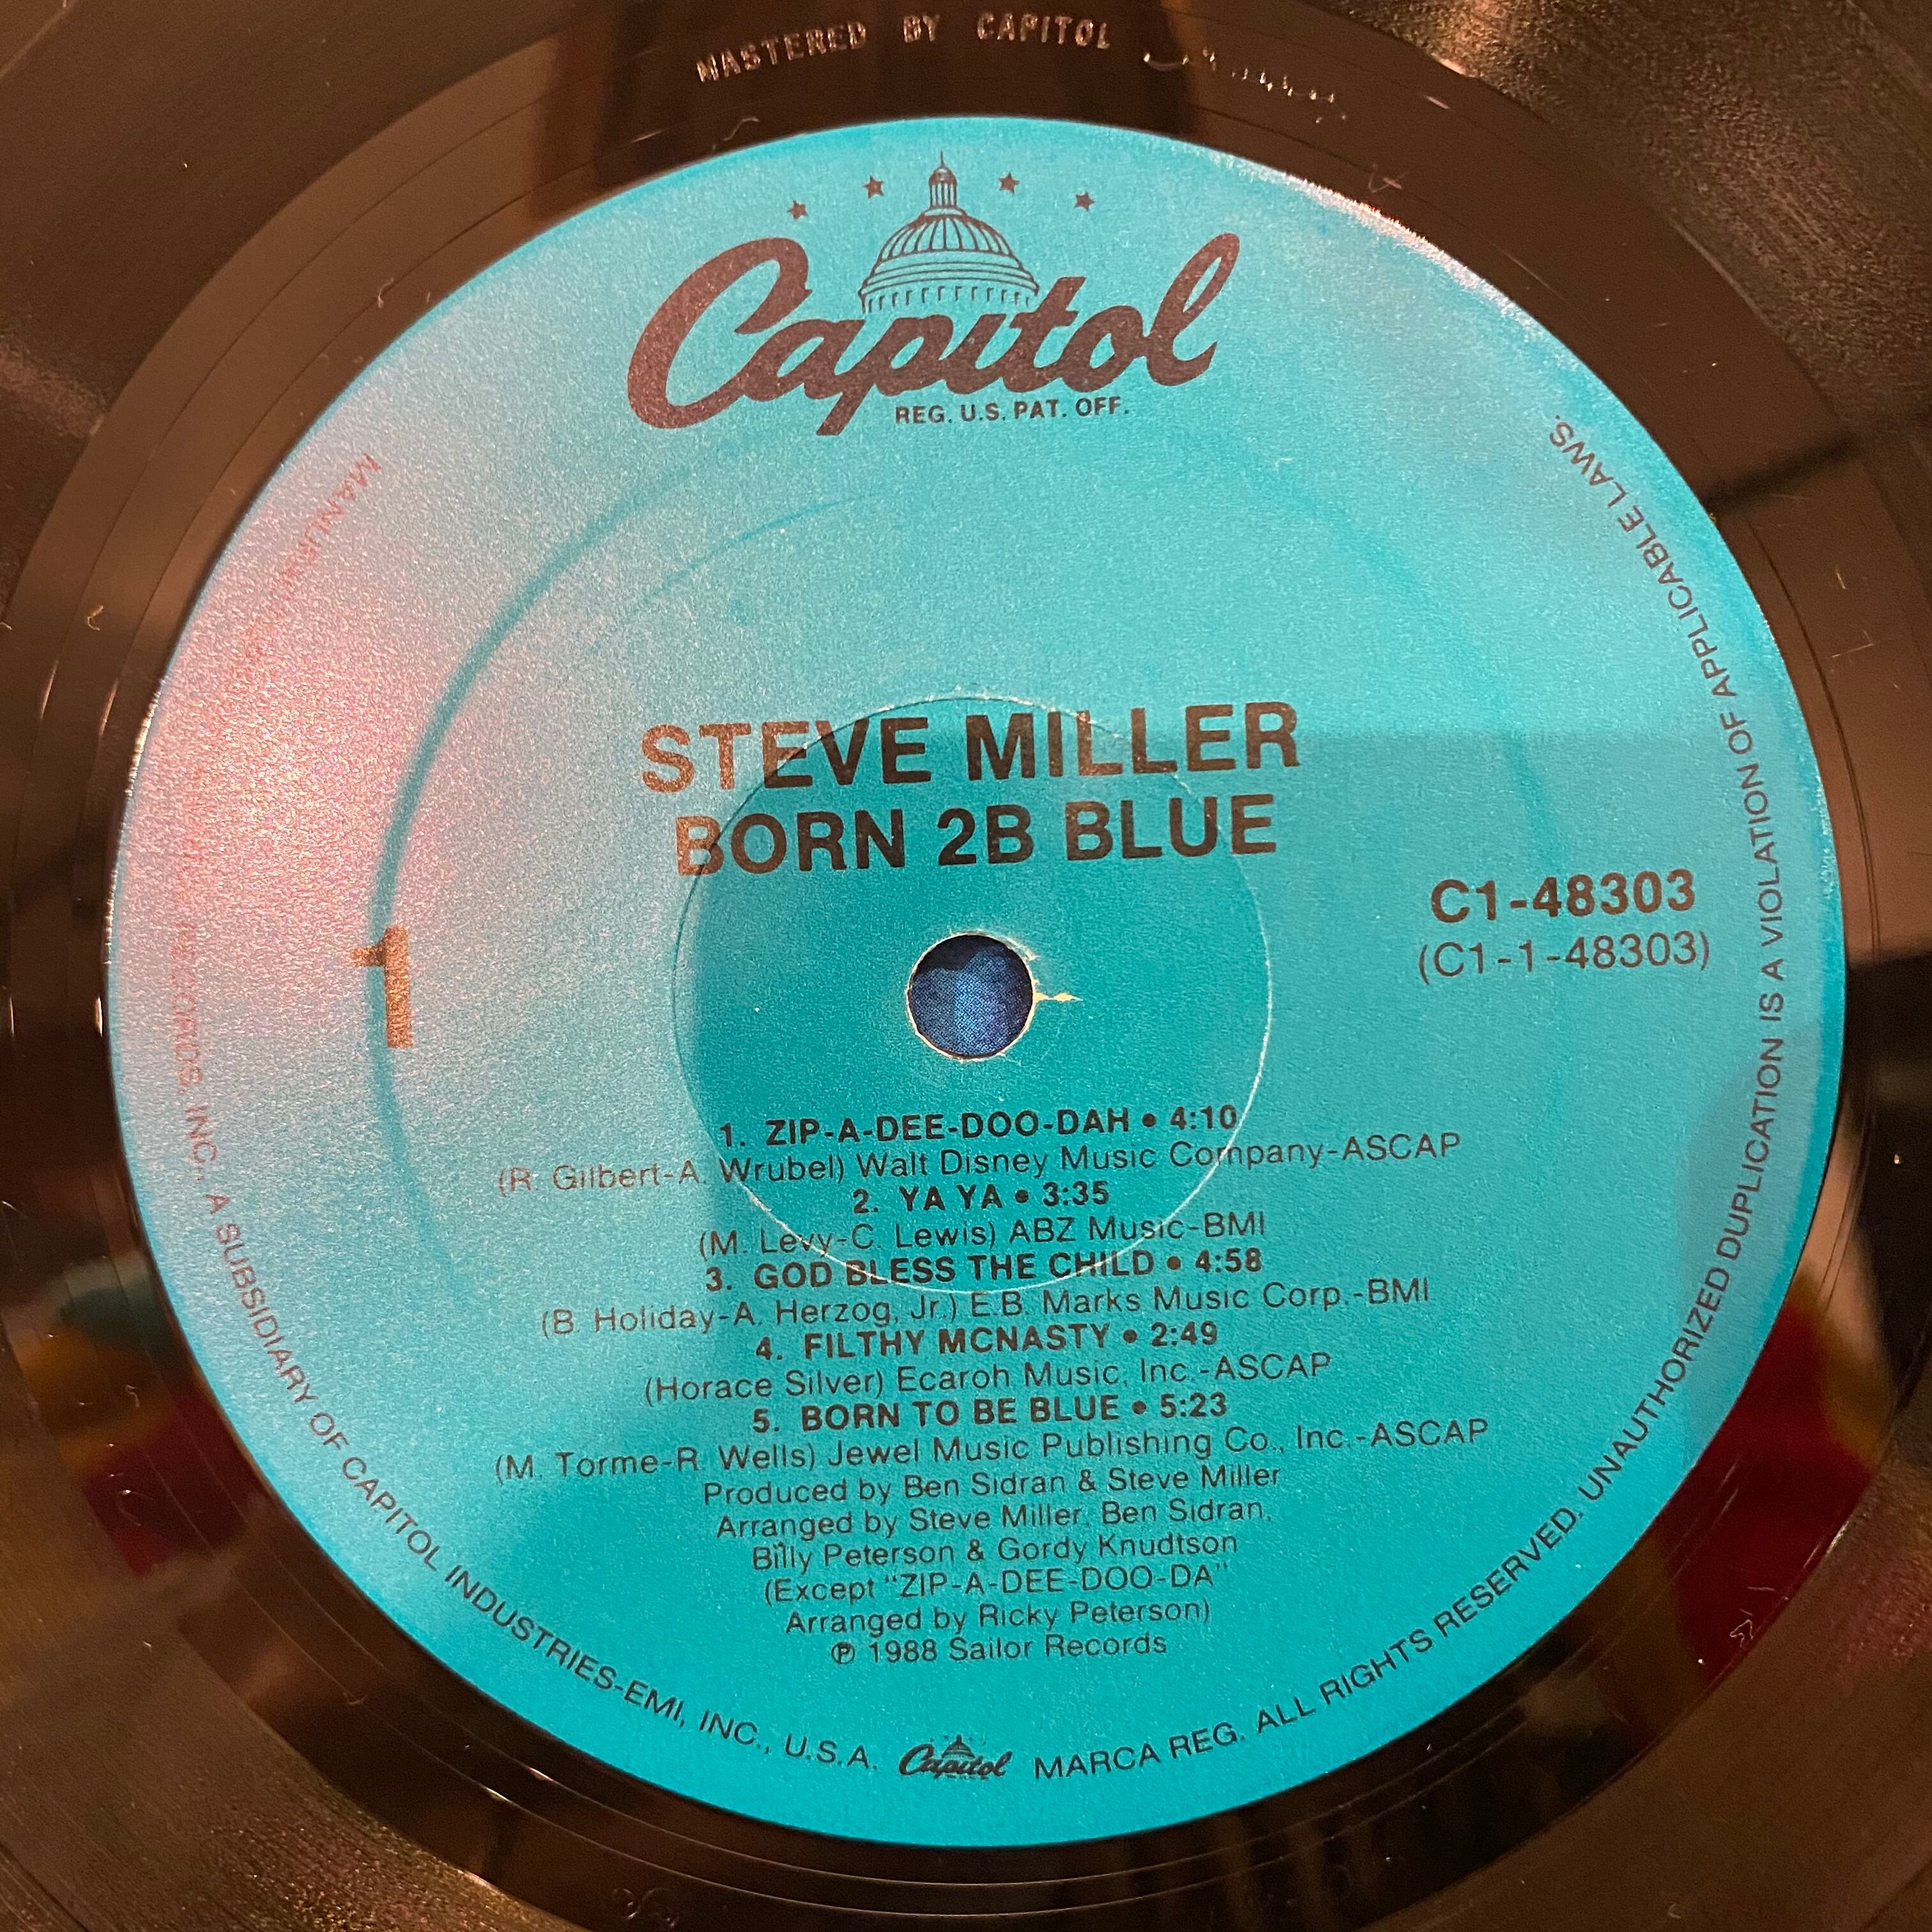 MASTERED BY CAPITOL
Capitol
REG. U.S. PAT. OFF.
STEVE MILLER
BORN 2B BLUE
1
C1-48303
(C1-1-48303)
1. ZIP-A-DEE-DOO-DAH • 4:10
(R. Gilbert-A. Wrubel) Walt Disney Music Company-ASCAP
2. YA YA • 3:35
(M. Levy-C. Lewis) ABZ Music-BMI
3. GOD BLESS THE CHILD • 4:58
(B. Holiday-A. Herzog, Jr.) E.B. Marks Music Corp.-BMI
4. FILTHY MCNASTY • 2:49
(Horace Silver) Ecaroh Music, Inc.-ASCAP
5. BORN TO BE BLUE • 5:23
(M. Torme-R. Wells) Jewel Music Publishing Co., Inc.-ASCAP
Produced by Ben Sidran & Steve Miller
Arranged by Steve Miller, Ben Sidran,
Billy Peterson & Gordy Knudtson
(Except "ZIP-A-DEE-DOO-DA"
Arranged by Ricky Peterson)
℗ 1988 Sailor Records
RECORDS, INC., A SUBSIDIARY OF CAPITOL INDUSTRIES-EMI, INC., U.S.A. Capitol MARCA REG. ALL RIGHTS RESERVED. UNAUTHORIZED DUPLICATION IS A VIOLATION OF APPLICABLE LAWS.